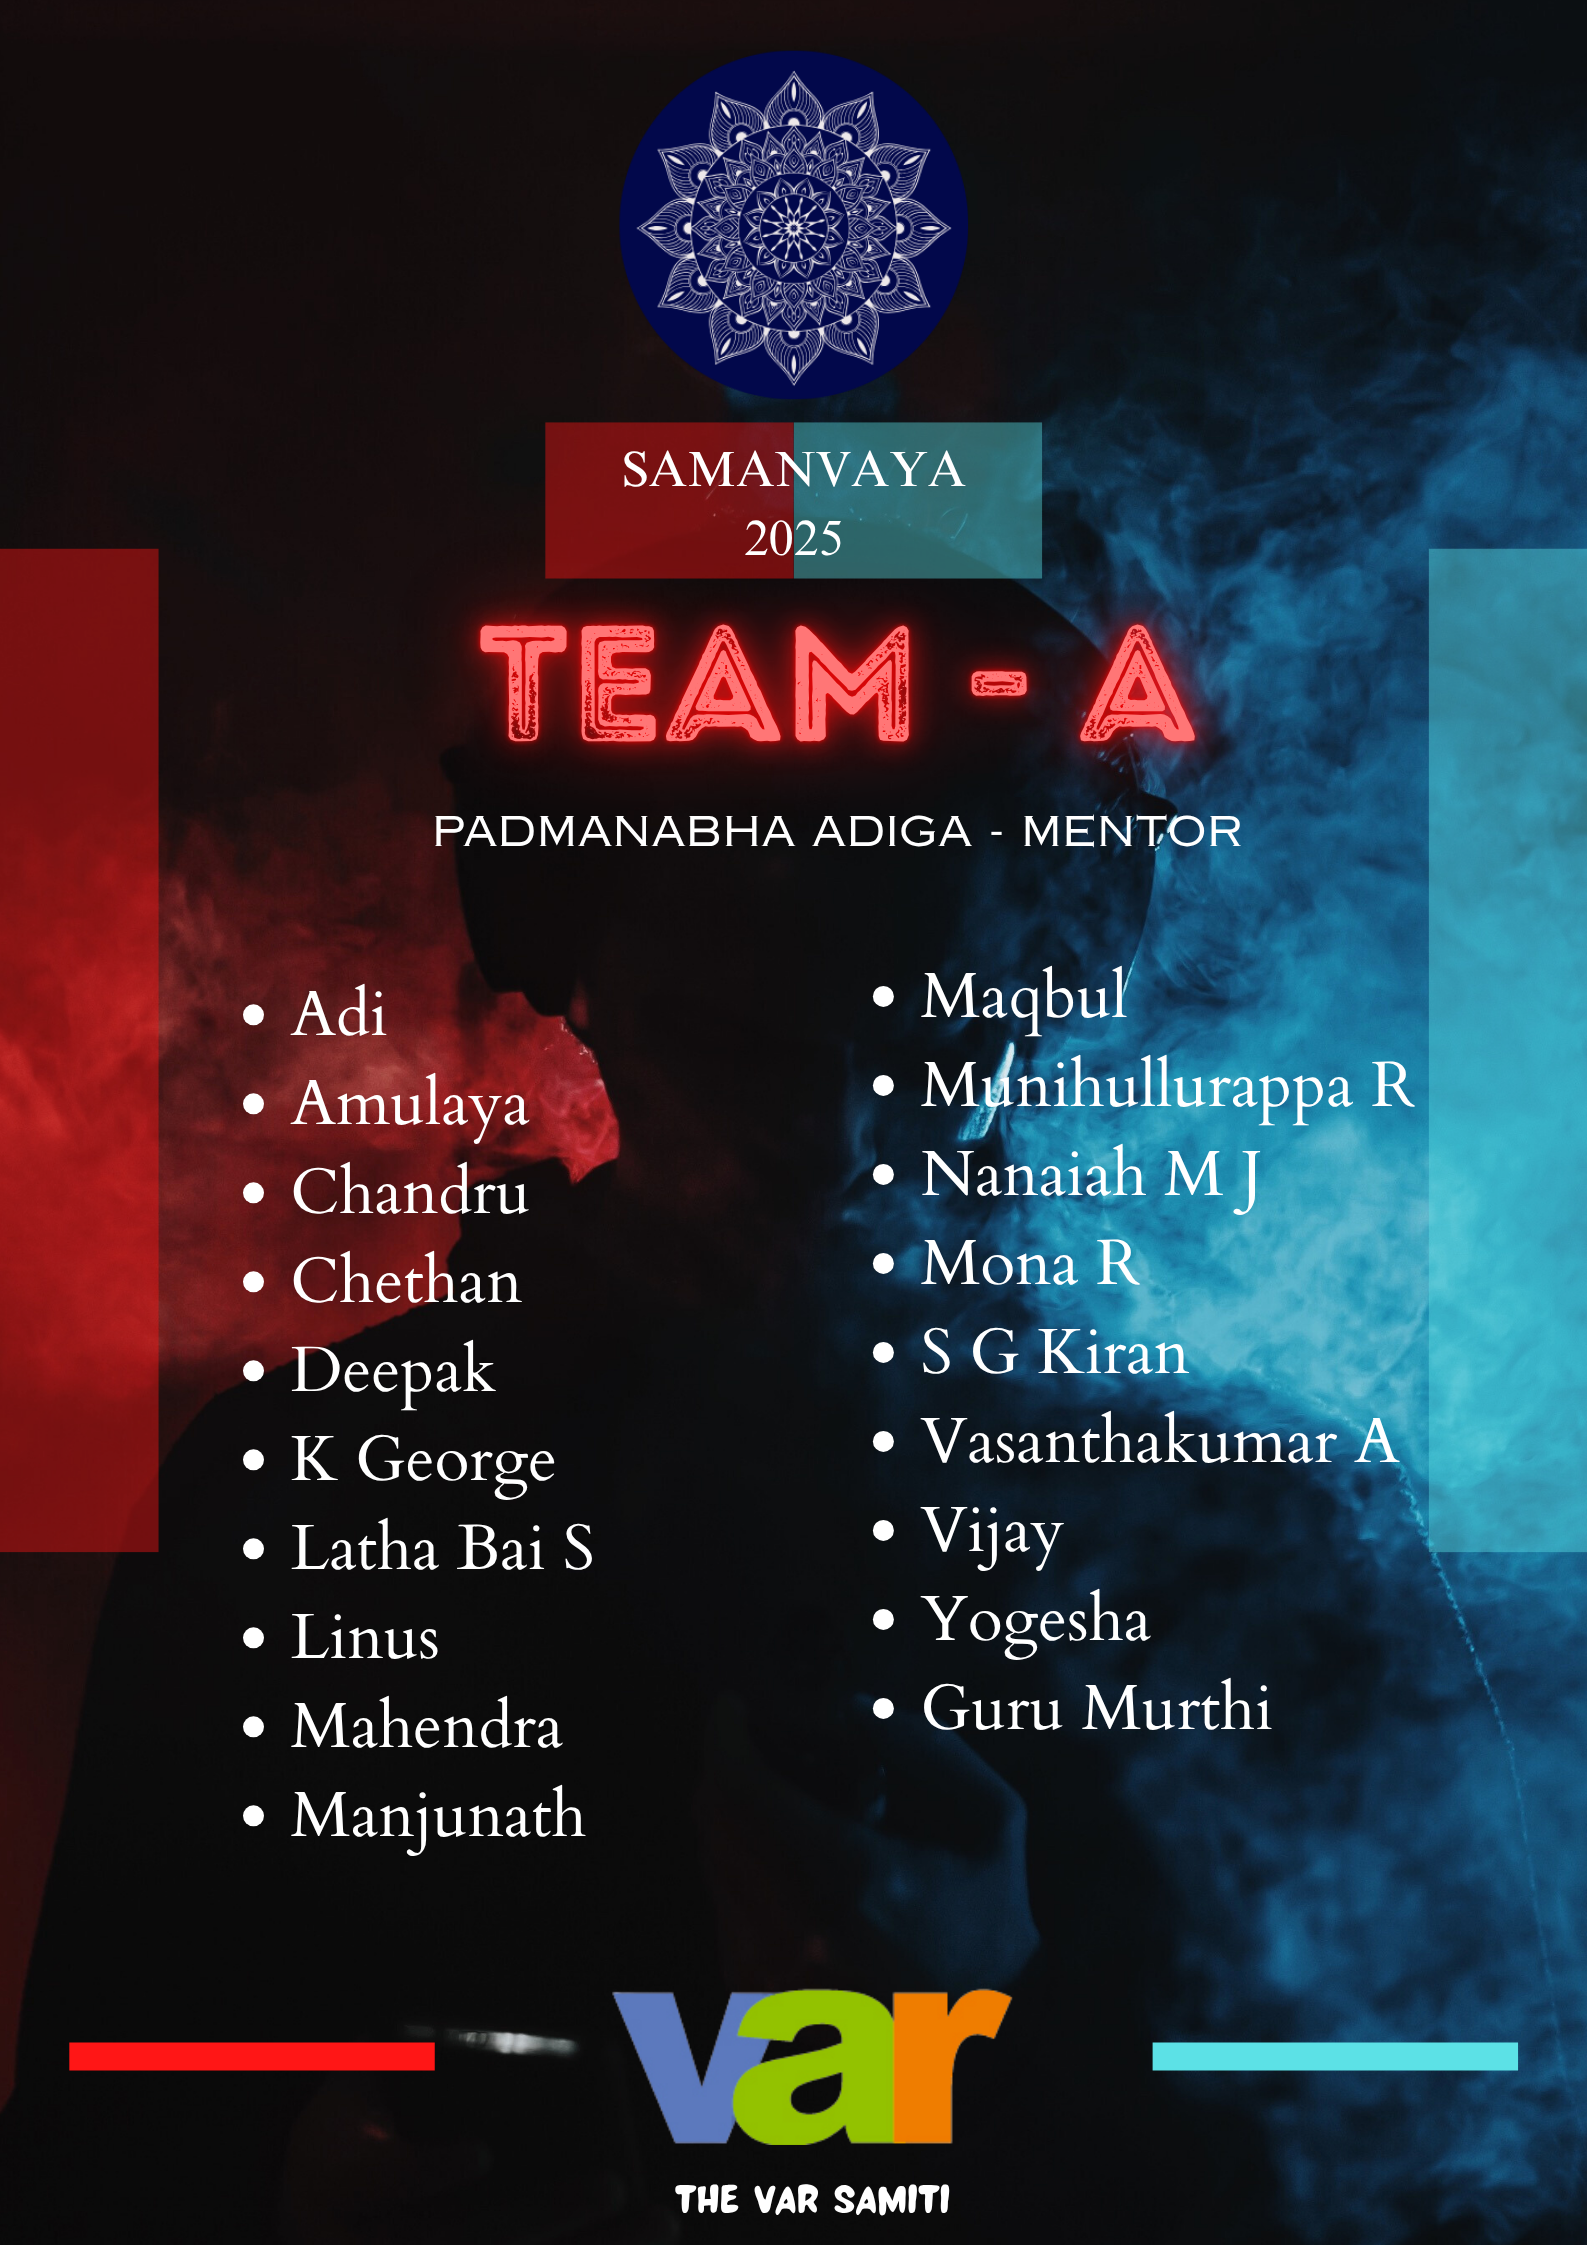 SAMANVAYA
2025
TEAM - A
PADMANABHA ADIGA - MENTOR
• Adi
• Amulaya
• Chandru
• Chethan
• Deepak
• K George
• Latha Bai S
• Linus
• Mahendra
• Manjunath
• Maqbul
• Munihullurappa R
• Nanaiah M J
• Mona R
• S G Kiran
• Vasanthakumar A
• Vijay
• Yogesha
• Guru Murthi
var
THE VAR SAMITI